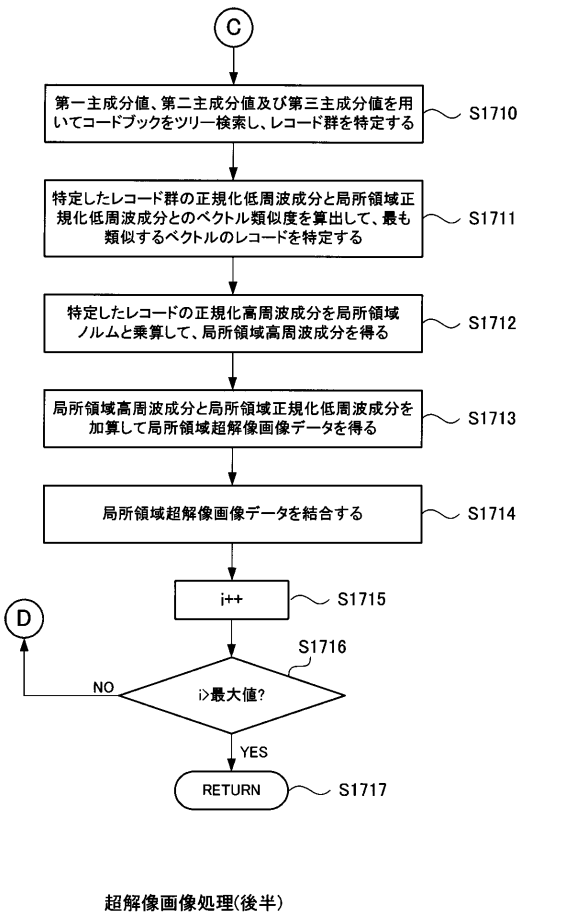 C
第一主成分値、第二主成分値及び第三主成分値を用
いてコードブックをツリー検索し、レコード群を特定する
S1710
特定したレコード群の正規化低周波成分と局所領域正
規化低周波成分とのベクトル類似度を算出して、最も
類似するベクトルのレコードを特定する
S1711
特定したレコードの正規化高周波成分を局所領域
ノルムと乗算して、局所領域高周波成分を得る
S1712
局所領域高周波成分と局所領域正規化低周波成分を
加算して局所領域超解像画像データを得る
S1713
局所領域超解像画像データを結合する
S1714
i++
S1715
D
S1716
i>最大値?
NO
YES
RETURN
S1717
超解像画像処理(後半)